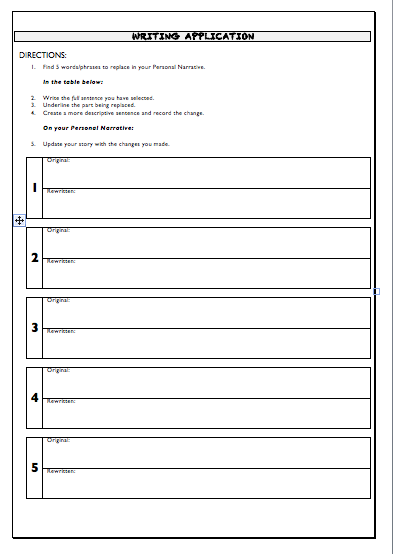 WRITING APPLICATION
DIRECTIONS:
1. Find 5 words/phrases to replace in your Personal Narrative.
In the table below:
2. Write the full sentence you have selected.
3. Underline the part being replaced.
4. Create a more descriptive sentence and record the change.
On your Personal Narrative:
5. Update your story with the changes you made.
Original:
1
Rewritten:
Original:
2
Rewritten:
Original:
3
Rewritten:
Original:
4
Rewritten:
Original:
5
Rewritten: